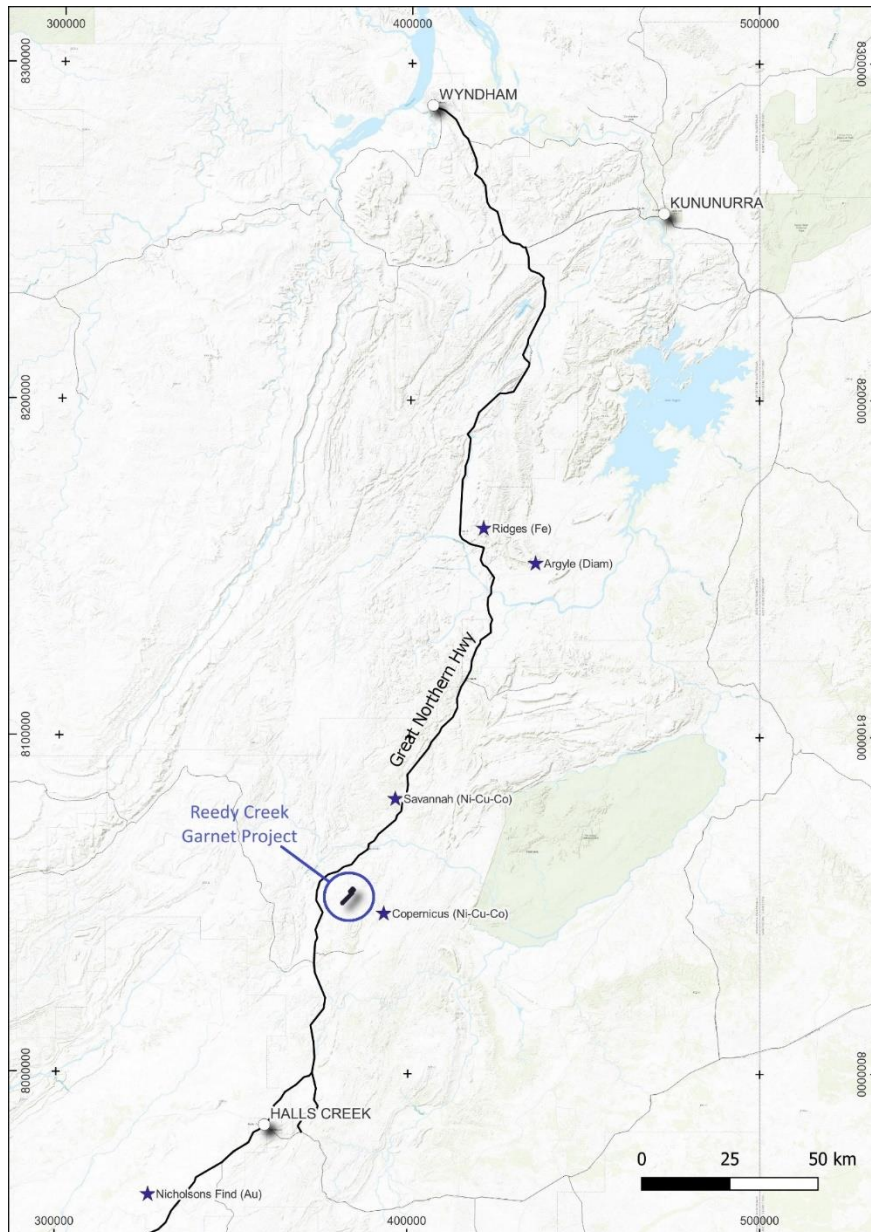 300000
400000
500000
8300000
8300000
WYNDHAM
KUNUNURRA
8200000
8200000
Ridges (Fe)
Argyle (Diam)
Great Northern Hwy
8100000
8100000
Savannah (Ni-Cu-Co)
Reedy Creek
Garnet Project
Copernicus (Ni-Cu-Co)
8000000
8000000
HALLS CREEK
0 25 50 km
Nicholsons Find (Au)
300000
400000
500000